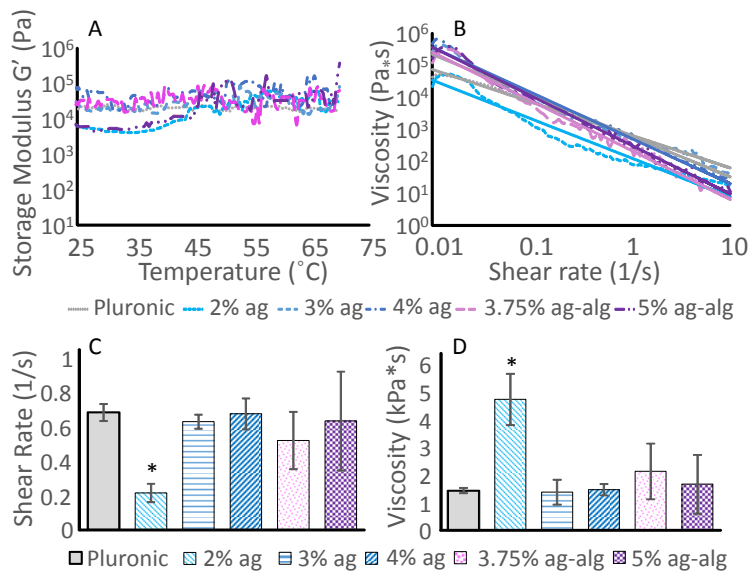 A
Storage Modulus G’ (Pa)
10⁶
10⁵
10⁴
10³
10²
10¹
25 35 45 55 65 75
Temperature (˚C)
B
Viscosity (Pa*s)
10⁶
10⁵
10⁴
10³
10²
10¹
10⁰
0.01 0.1 1 10
Shear rate (1/s)
Pluronic 2% ag 3% ag 4% ag 3.75% ag-alg 5% ag-alg
C
Shear Rate (1/s)
1
0.8
0.6
0.4
0.2
0
*
D
Viscosity (kPa*s)
6
5
4
3
2
1
0
*
Pluronic 2% ag 3% ag 4% ag 3.75% ag-alg 5% ag-alg